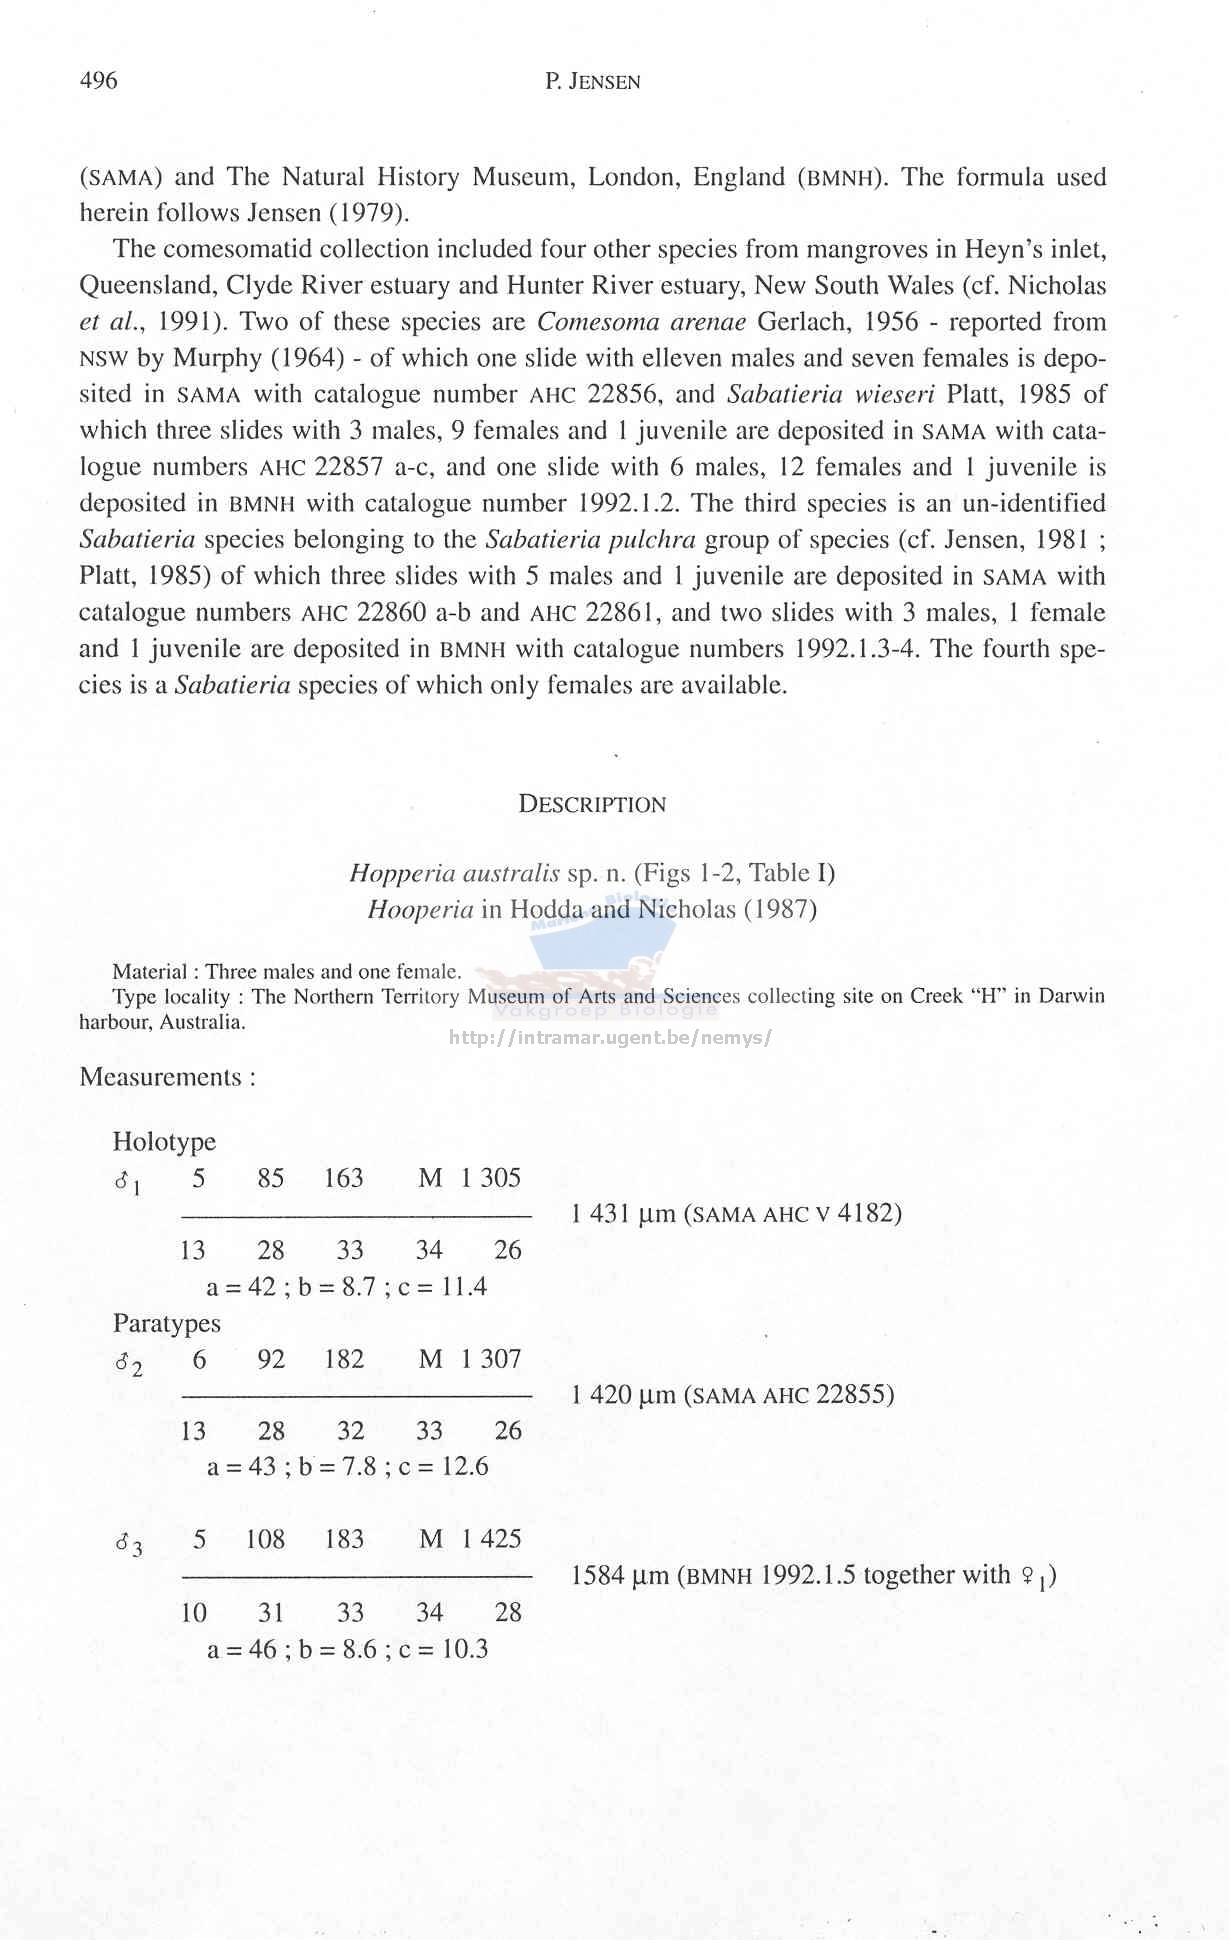 496
P. JENSEN
(SAMA) and The Natural History Museum, London, England (BMNH). The formula used
herein follows Jensen (1979).
The comesomatid collection included four other species from mangroves in Heyn's inlet,
Queensland, Clyde River estuary and Hunter River estuary, New South Wales (cf. Nicholas
et al., 1991). Two of these species are Comesoma arenae Gerlach, 1956 - reported from
NSW by Murphy (1964) - of which one slide with elleven males and seven females is depo-
sited in SAMA with catalogue number AHC 22856, and Sabatieria wieseri Platt, 1985 of
which three slides with 3 males, 9 females and 1 juvenile are deposited in SAMA with cata-
logue numbers AHC 22857 a-c, and one slide with 6 males, 12 females and 1 juvenile is
deposited in BMNH with catalogue number 1992.1.2. The third species is an un-identified
Sabatieria species belonging to the Sabatieria pulchra group of species (cf. Jensen, 1981 ;
Platt, 1985) of which three slides with 5 males and 1 juvenile are deposited in SAMA with
catalogue numbers AHC 22860 a-b and AHC 22861, and two slides with 3 males, 1 female
and 1 juvenile are deposited in BMNH with catalogue numbers 1992.1.3-4. The fourth spe-
cies is a Sabatieria species of which only females are available.
DESCRIPTION
Hopperia australis sp. n. (Figs 1-2, Table I)
Hooperia in Hodda and Nicholas (1987)
Marine Biology
Material : Three males and one female.
Type locality : The Northern Territory Museum of Arts and Sciences collecting site on Creek "H" in Darwin
Vakgroep Biologie
harbour, Australia.
http://intramar.ugent.be/nemys/
Measurements :
Holotype
♂1 5 85 163 M 1 305
1 431 µm (SAMA AHC V 4182)
13 28 33 34 26
a = 42 ; b = 8.7 ; c = 11.4
Paratypes
♂2 6 92 182 M 1 307
1 420 µm (SAMA AHC 22855)
13 28 32 33 26
a = 43 ; b = 7.8 ; c = 12.6
♂3 5 108 183 M 1 425
1584 µm (BMNH 1992.1.5 together with ♀1)
10 31 33 34 28
a = 46 ; b = 8.6 ; c = 10.3